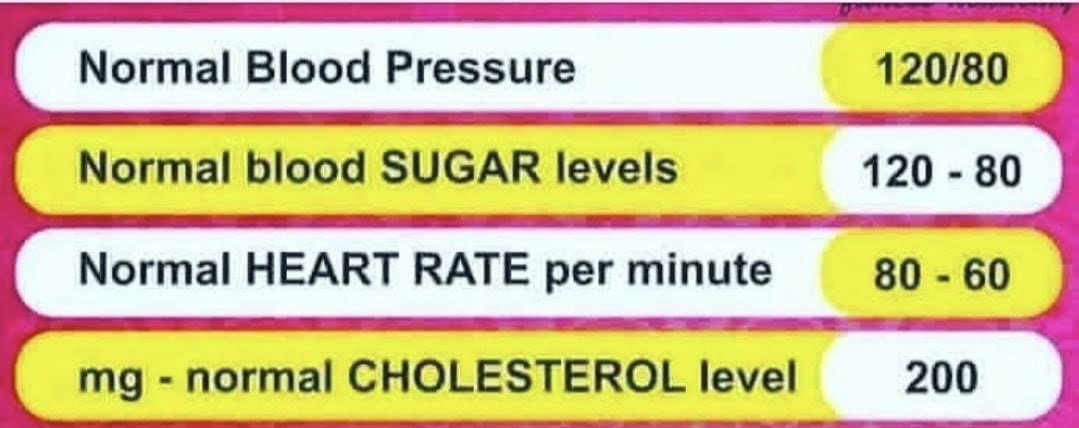 Normal Blood Pressure 120/80
Normal blood SUGAR levels 120 - 80
Normal HEART RATE per minute 80 - 60
mg - normal CHOLESTEROL level 200